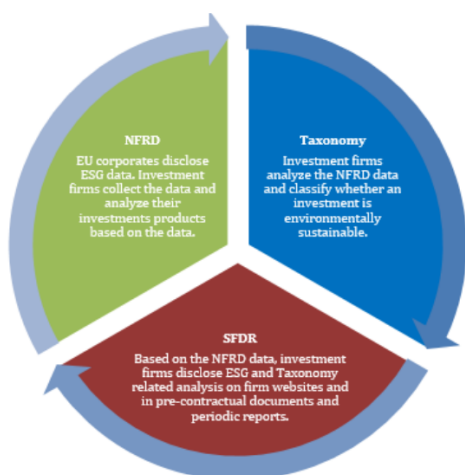 NFRD
EU corporates disclose
ESG data. Investment
firms collect the data and
analyze their
investments products
based on the data.
Taxonomy
Investment firms
analyze the NFRD data
and classify whether an
investment is
environmentally
sustainable.
SFDR
Based on the NFRD data, investment
firms disclose ESG and Taxonomy
related analysis on firm websites and
in pre-contractual documents and
periodic reports.